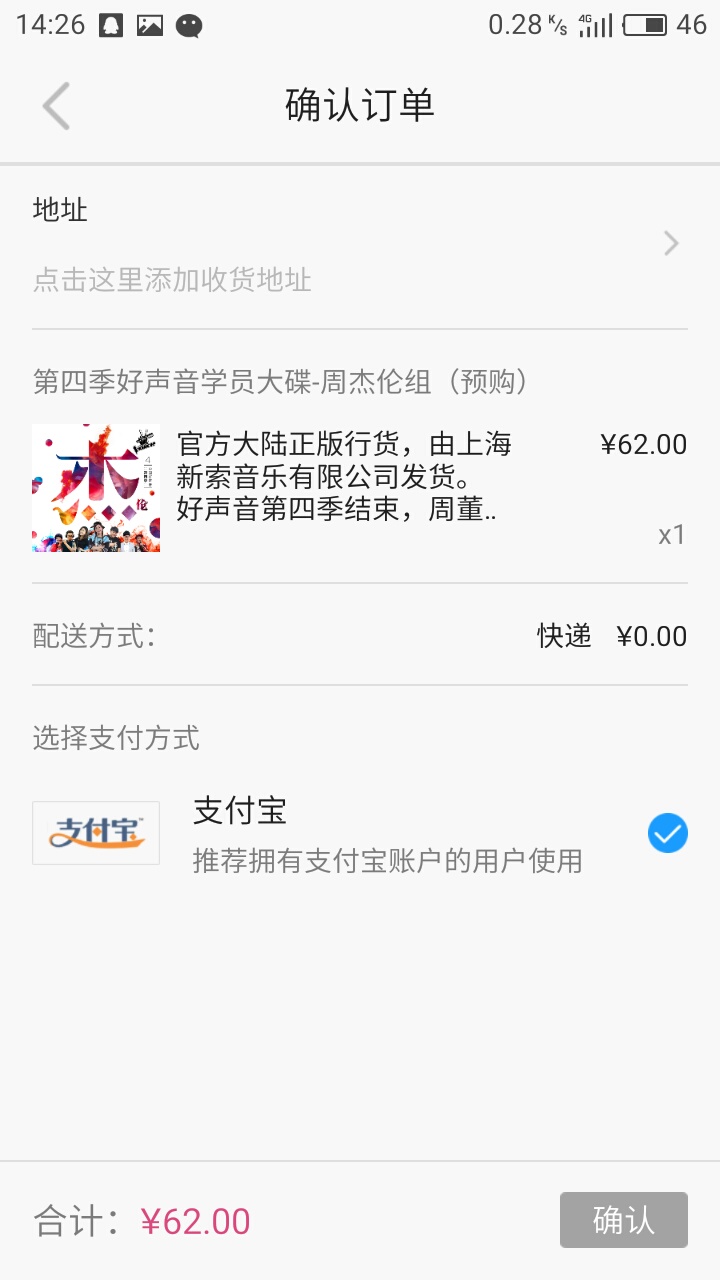 14:26
0.28 K/s 4G 46
确认订单
地址
点击这里添加收货地址
第四季好声音学员大碟-周杰伦组（预购）
杰
伦
官方大陆正版行货，由上海
新索音乐有限公司发货。
好声音第四季结束，周董..
¥62.00
x1
配送方式：
快递 ¥0.00
选择支付方式
支付宝
支付宝
推荐拥有支付宝账户的用户使用
合计：¥62.00
确认